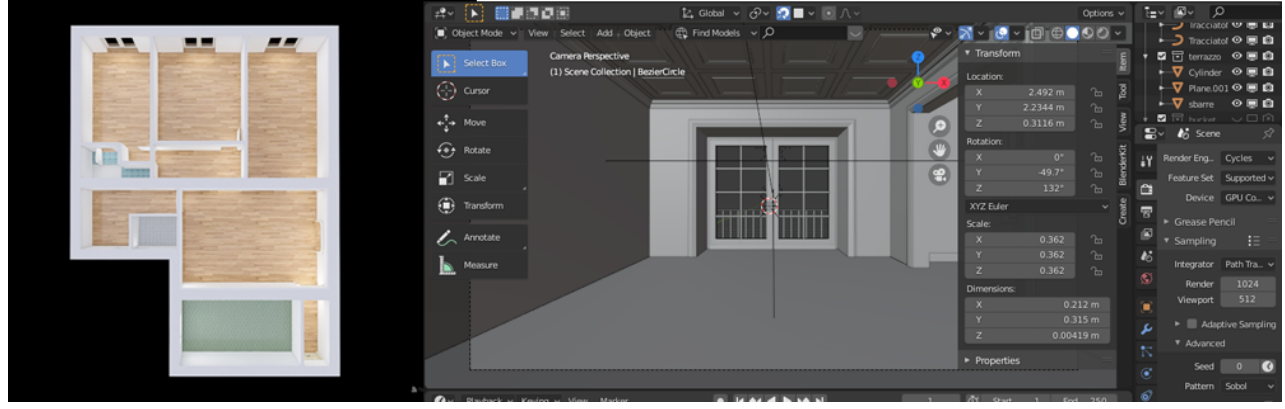 Global
Options
Object Mode
View
Select
Add
Object
Find Models
Select Box
Cursor
Move
Rotate
Scale
Transform
Annotate
Measure
Camera Perspective
(1) Scene Collection | BezierCircle
Transform
Location:
X 2.492 m
Y 2.2344 m
Z 0.3116 m
Rotation:
X 0°
Y -49.7°
Z 132°
XYZ Euler
Scale:
X 0.362
Y 0.362
Z 0.362
Dimensions:
X 0.212 m
Y 0.315 m
Z 0.00419 m
Properties
Item
Tool
View
BlenderKit
Create
Tracciatof
Tracciatof
terrazzo
Cylinder
Plane.001
sbarre
bucket
Scene
Render Eng... Cycles
Feature Set Supported
Device GPU Co...
Grease Pencil
Sampling
Integrator Path Tra...
Render 1024
Viewport 512
Adaptive Sampling
Advanced
Seed 0
Pattern Sobol
Playback
Keying
View
Marker
1
Start 1
End 250